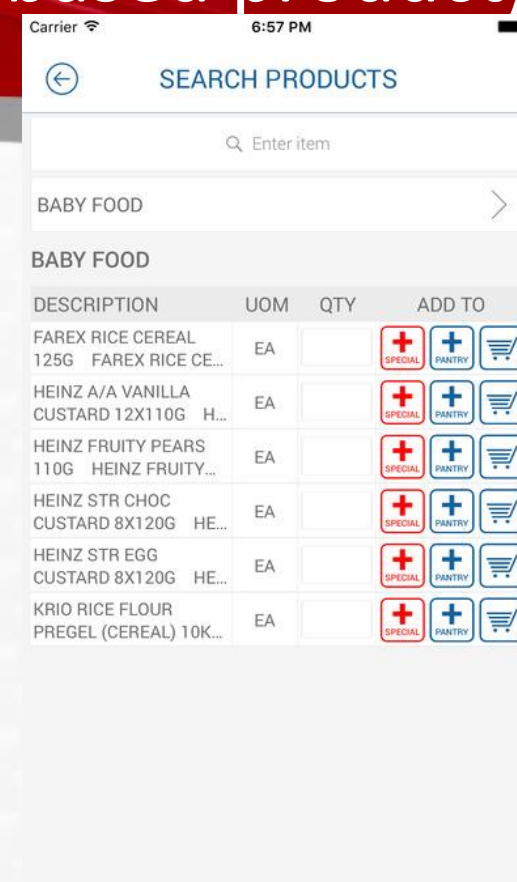 Carrier 6:57 PM
SEARCH PRODUCTS
Enter item
BABY FOOD
BABY FOOD
DESCRIPTION UOM QTY ADD TO
FAREX RICE CEREAL
125G FAREX RICE CE...
EA SPECIAL PANTRY
HEINZ A/A VANILLA
CUSTARD 12X110G H...
EA SPECIAL PANTRY
HEINZ FRUITY PEARS
110G HEINZ FRUITY...
EA SPECIAL PANTRY
HEINZ STR CHOC
CUSTARD 8X120G HE...
EA SPECIAL PANTRY
HEINZ STR EGG
CUSTARD 8X120G HE...
EA SPECIAL PANTRY
KRIO RICE FLOUR
PREGEL (CEREAL) 10K...
EA SPECIAL PANTRY